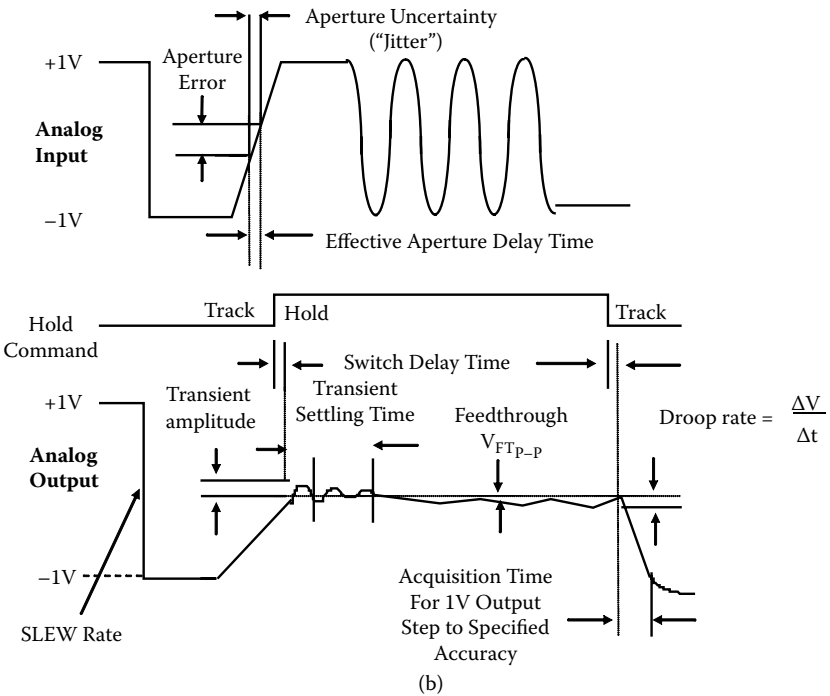 Aperture Uncertainty
(“Jitter”)
Aperture
Error
+1V
Analog
Input
−1V
Effective Aperture Delay Time
Track
Hold
Track
Hold
Command
Switch Delay Time
Transient
amplitude
Transient
Settling Time
+1V
Analog
Output
Feedthrough
V_FT_P–P
Droop rate = ΔV
Δt
−1V
SLEW Rate
Acquisition Time
For 1V Output
Step to Specified
Accuracy
(b)